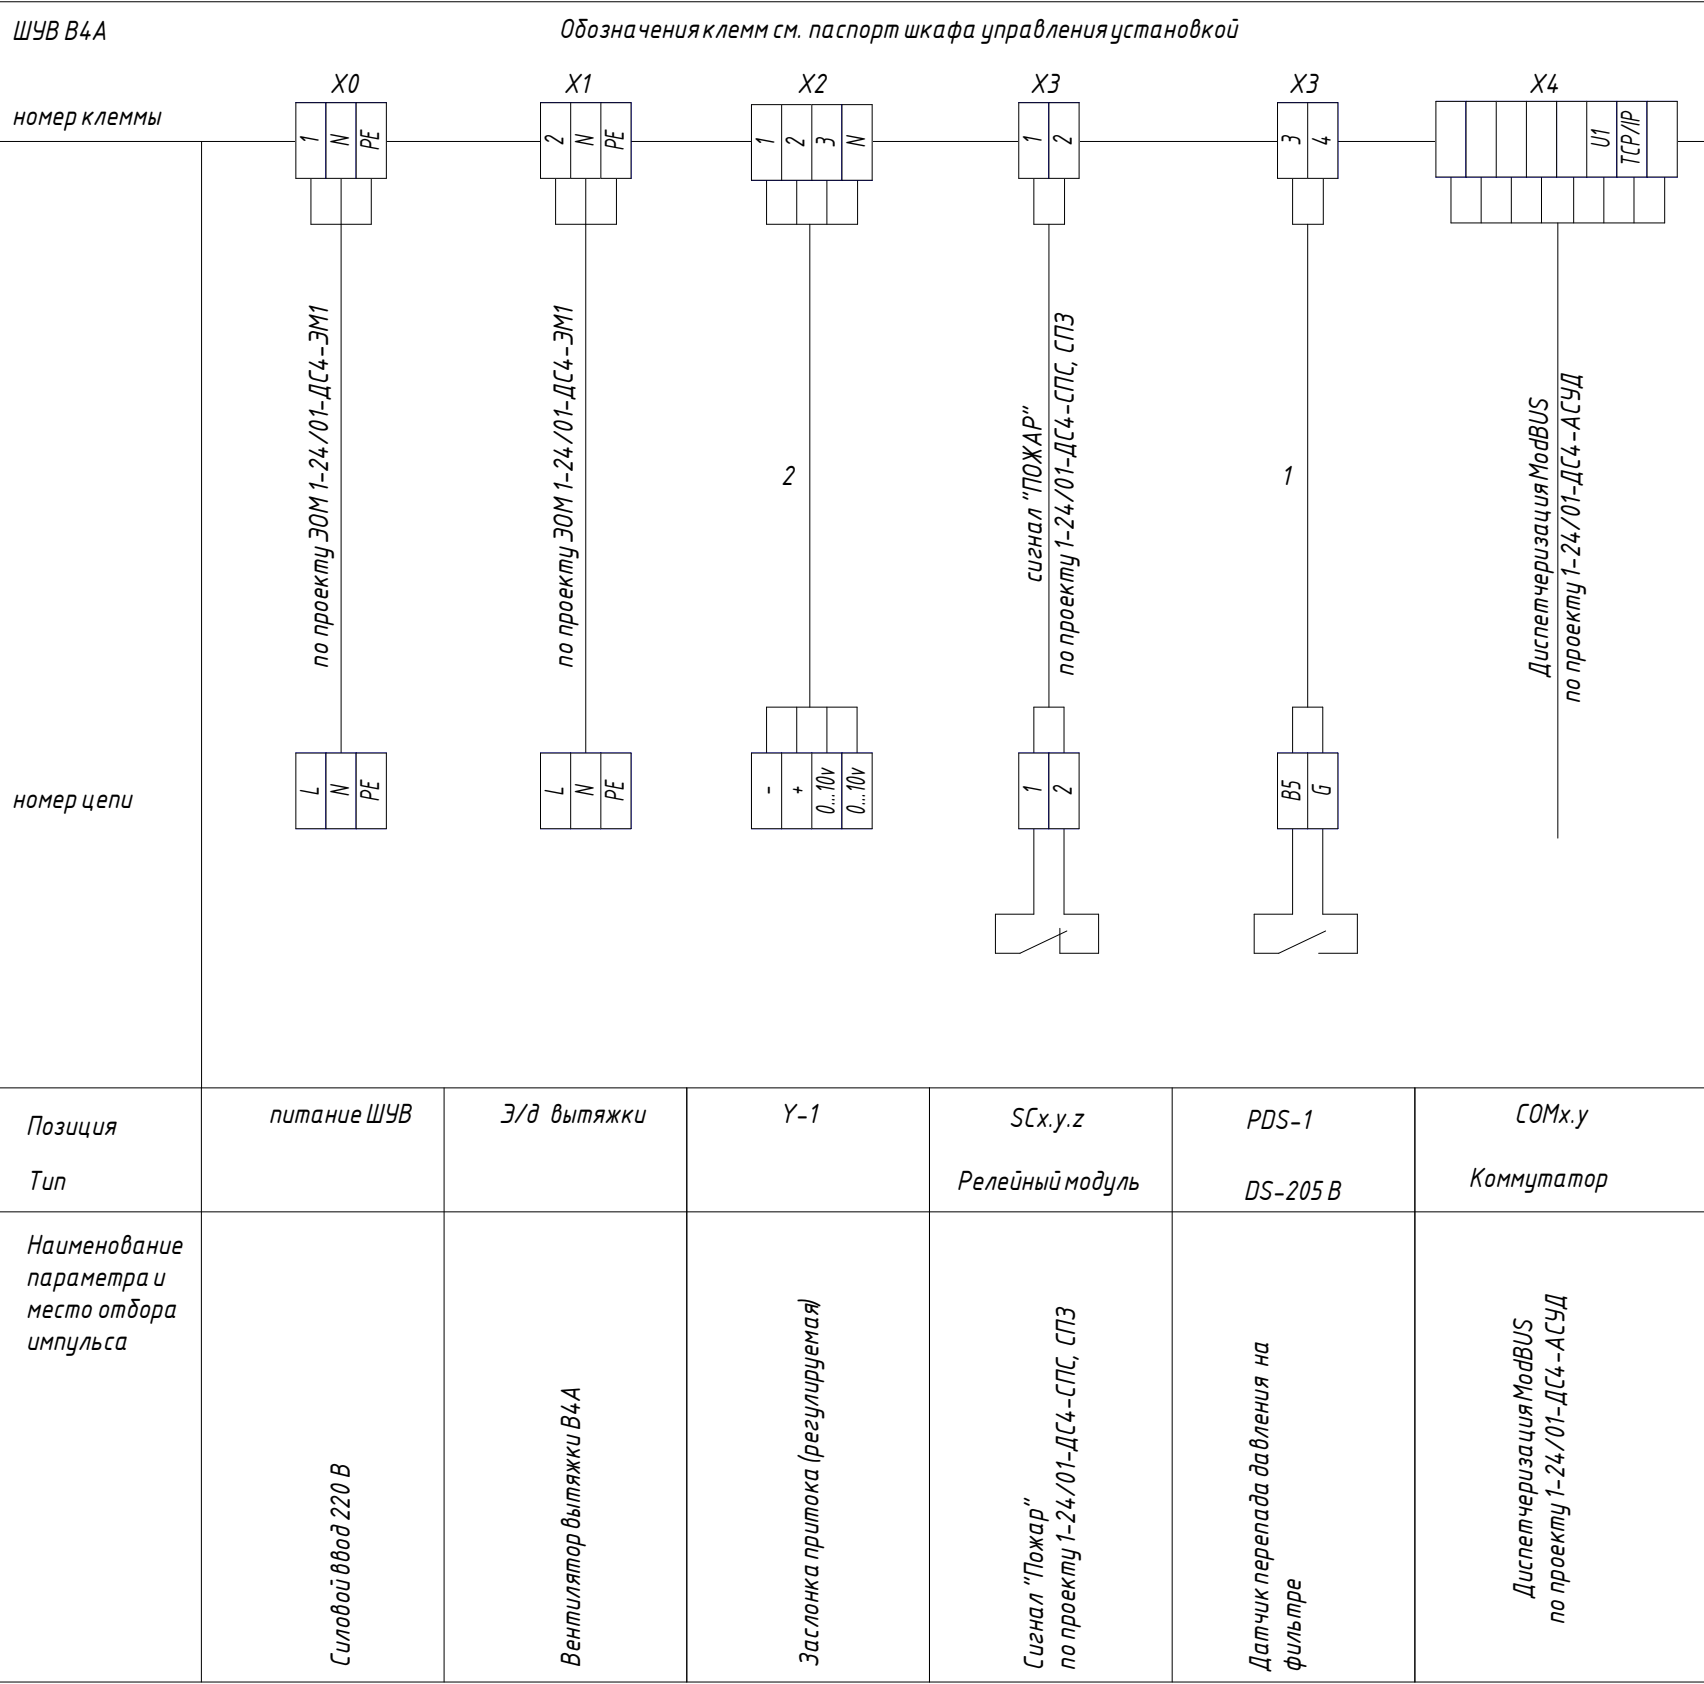 ШУВ В4А
Обозначения клемм см. паспорт шкафа управления установкой
X0
X1
X2
X3
X3
X4
номер клеммы
1
N
PE
2
N
PE
1
2
3
N
1
2
3
4
U1
TCP/IP
по проекту ЭОМ 1-24/01-ДС4-ЭМ1
по проекту ЭОМ 1-24/01-ДС4-ЭМ1
2
сигнал "ПОЖАР"
по проекту 1-24/01-ДС4-СПС, СПЗ
1
Диспетчеризация ModBUS
по проекту 1-24/01-ДС4-АСУД
номер цепи
L
N
PE
L
N
PE
-
+
0...10v
0...10v
1
2
B5
G
Позиция
питание ШУВ
Э/д вытяжки
Y-1
SCx.y.z
PDS-1
COMx.y
Тип
Релейный модуль
DS-205 B
Коммутатор
Наименование
параметра и
место отбора
импульса
Силовой ввод 220 В
Вентилятор вытяжки В4А
Заслонка притока (регулируемая)
Сигнал "Пожар"
по проекту 1-24/01-ДС4-СПС, СПЗ
Датчик перепада давления на
фильтре
Диспетчеризация ModBUS
по проекту 1-24/01-ДС4-АСУД